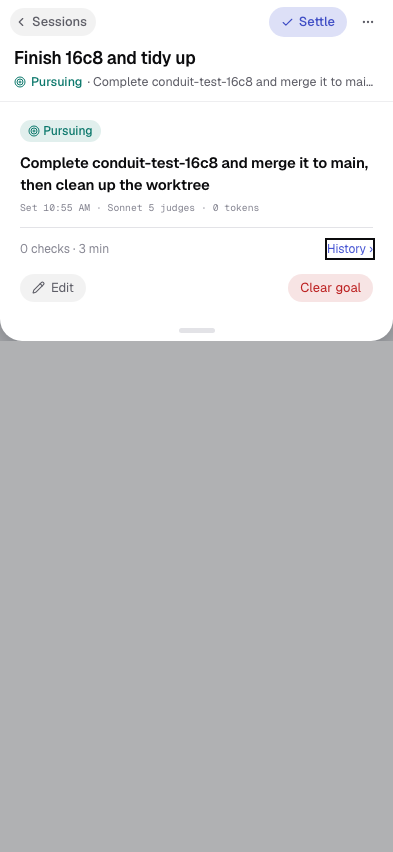 Sessions
Settle
Finish 16c8 and tidy up
Pursuing · Complete conduit-test-16c8 and merge it to mai…
Pursuing
Complete conduit-test-16c8 and merge it to main,
then clean up the worktree
Set 10:55 AM · Sonnet 5 judges · 0 tokens
0 checks · 3 min
History ›
Edit
Clear goal